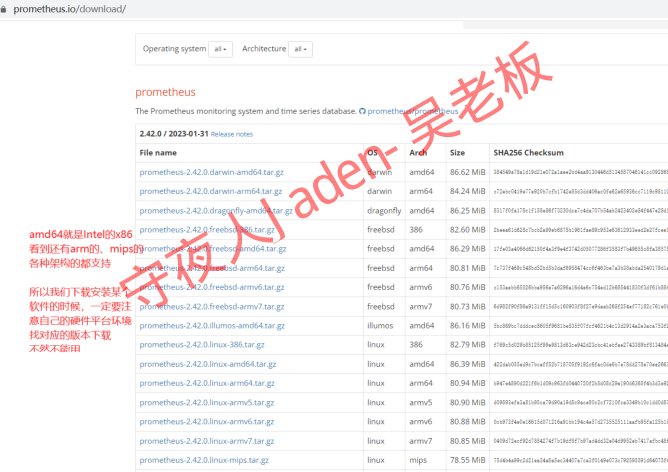 prometheus.io/download/
Operating system all Architecture all
prometheus
The Prometheus monitoring system and time series database. prometheus/prometheus
2.42.0 / 2023-01-31 Release notes
File name OS Arch Size SHA256 Checksum
prometheus-2.42.0.darwin-amd64.tar.gz darwin amd64 86.62 MiB
prometheus-2.42.0.darwin-arm64.tar.gz arm64 84.24 MiB
prometheus-2.42.0.dragonfly-amd64.tar.gz dragonfly amd64 86.25 MiB
prometheus-2.42.0.freebsd-386.tar.gz freebsd 386 82.60 MiB
prometheus-2.42.0.freebsd-amd64.tar.gz freebsd amd64 86.29 MiB
prometheus-2.42.0.freebsd-arm64.tar.gz freebsd arm64 80.81 MiB
prometheus-2.42.0.freebsd-armv6.tar.gz freebsd armv6 80.76 MiB
prometheus-2.42.0.freebsd-armv7.tar.gz freebsd armv7 80.73 MiB
prometheus-2.42.0.illumos-amd64.tar.gz illumos amd64 86.16 MiB
prometheus-2.42.0.linux-386.tar.gz linux 386 82.79 MiB
prometheus-2.42.0.linux-amd64.tar.gz linux amd64 86.39 MiB
prometheus-2.42.0.linux-arm64.tar.gz linux arm64 80.94 MiB
prometheus-2.42.0.linux-armv5.tar.gz linux armv5 80.90 MiB
prometheus-2.42.0.linux-armv6.tar.gz linux armv6 80.88 MiB
prometheus-2.42.0.linux-armv7.tar.gz linux armv7 80.85 MiB
prometheus-2.42.0.linux-mips.tar.gz linux mips 78.55 MiB
amd64就是Intel的x86
看到还有arm的、mips的
各种架构的都支持
所以我们下载安装某个
软件的时候，一定要注
意自己的硬件平台环境
找对应的版本下载
不然不能用
守夜人J aden- 吴老板